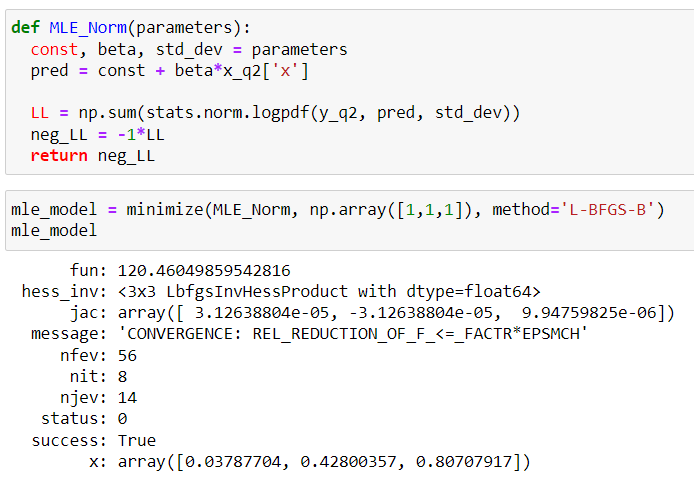 def MLE_Norm(parameters):
  const, beta, std_dev = parameters
  pred = const + beta*x_q2['x']

  LL = np.sum(stats.norm.logpdf(y_q2, pred, std_dev))
  neg_LL = -1*LL
  return neg_LL

mle_model = minimize(MLE_Norm, np.array([1,1,1]), method='L-BFGS-B')
mle_model

      fun: 120.46049859542816
 hess_inv: <3x3 LbfgsInvHessProduct with dtype=float64>
      jac: array([ 3.12638804e-05, -3.12638804e-05,  9.94759825e-06])
  message: 'CONVERGENCE: REL_REDUCTION_OF_F_<=_FACTR*EPSMCH'
     nfev: 56
      nit: 8
     njev: 14
   status: 0
  success: True
        x: array([0.03787704, 0.42800357, 0.80707917])